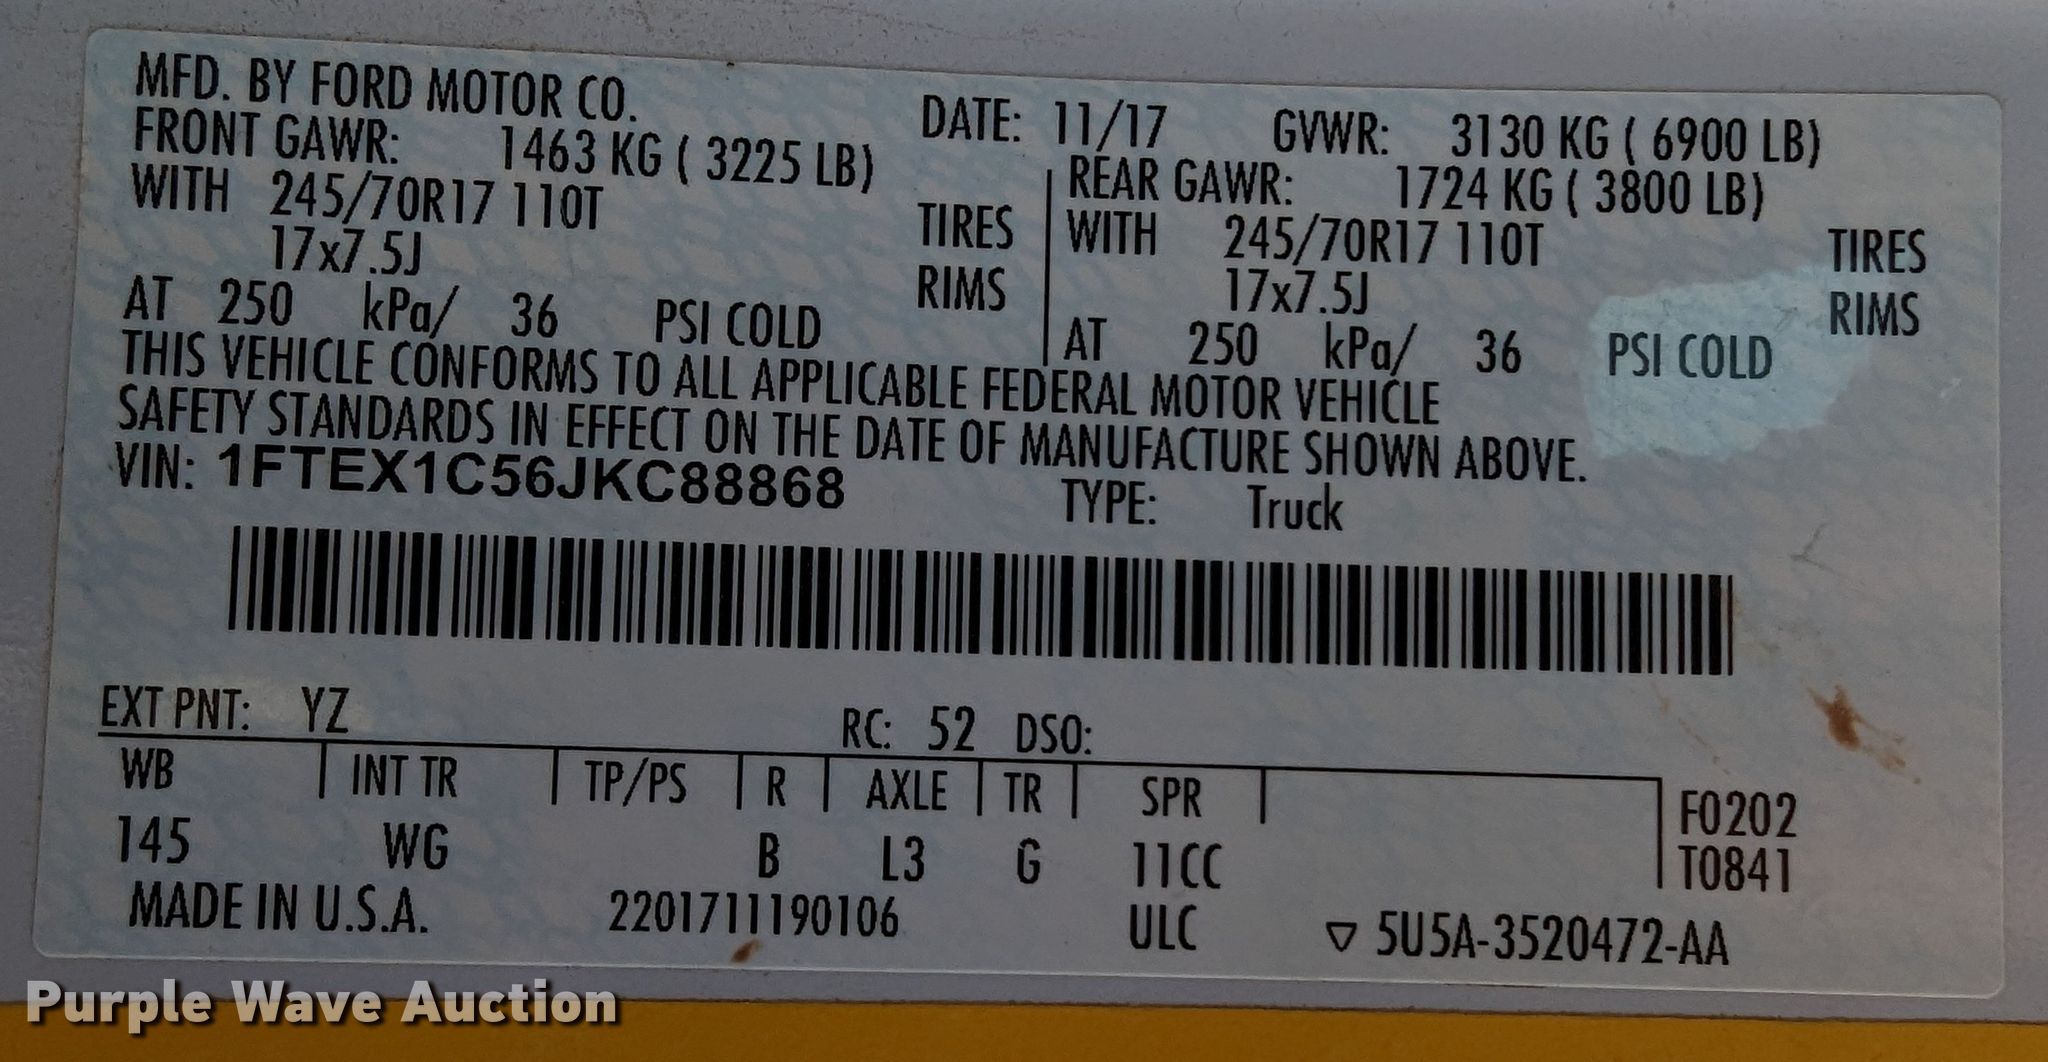 MFD. BY FORD MOTOR CO.
DATE: 11/17 GVWR: 3130 KG ( 6900 LB)
FRONT GAWR: 1463 KG ( 3225 LB)
WITH 245/70R17 110T TIRES
17x7.5J RIMS
AT 250 kPa/ 36 PSI COLD
REAR GAWR: 1724 KG ( 3800 LB)
WITH 245/70R17 110T TIRES
17x7.5J RIMS
AT 250 kPa/ 36 PSI COLD
THIS VEHICLE CONFORMS TO ALL APPLICABLE FEDERAL MOTOR VEHICLE
SAFETY STANDARDS IN EFFECT ON THE DATE OF MANUFACTURE SHOWN ABOVE.
VIN: 1FTEX1C56JKC88868 TYPE: Truck
EXT PNT: YZ RC: 52 DSO:
WB INT TR TP/PS R AXLE TR SPR F0202
145 WG B L3 G 11CC T0841
MADE IN U.S.A. 2201711190106 ULC ▽ 5U5A-3520472-AA
Purple Wave Auction